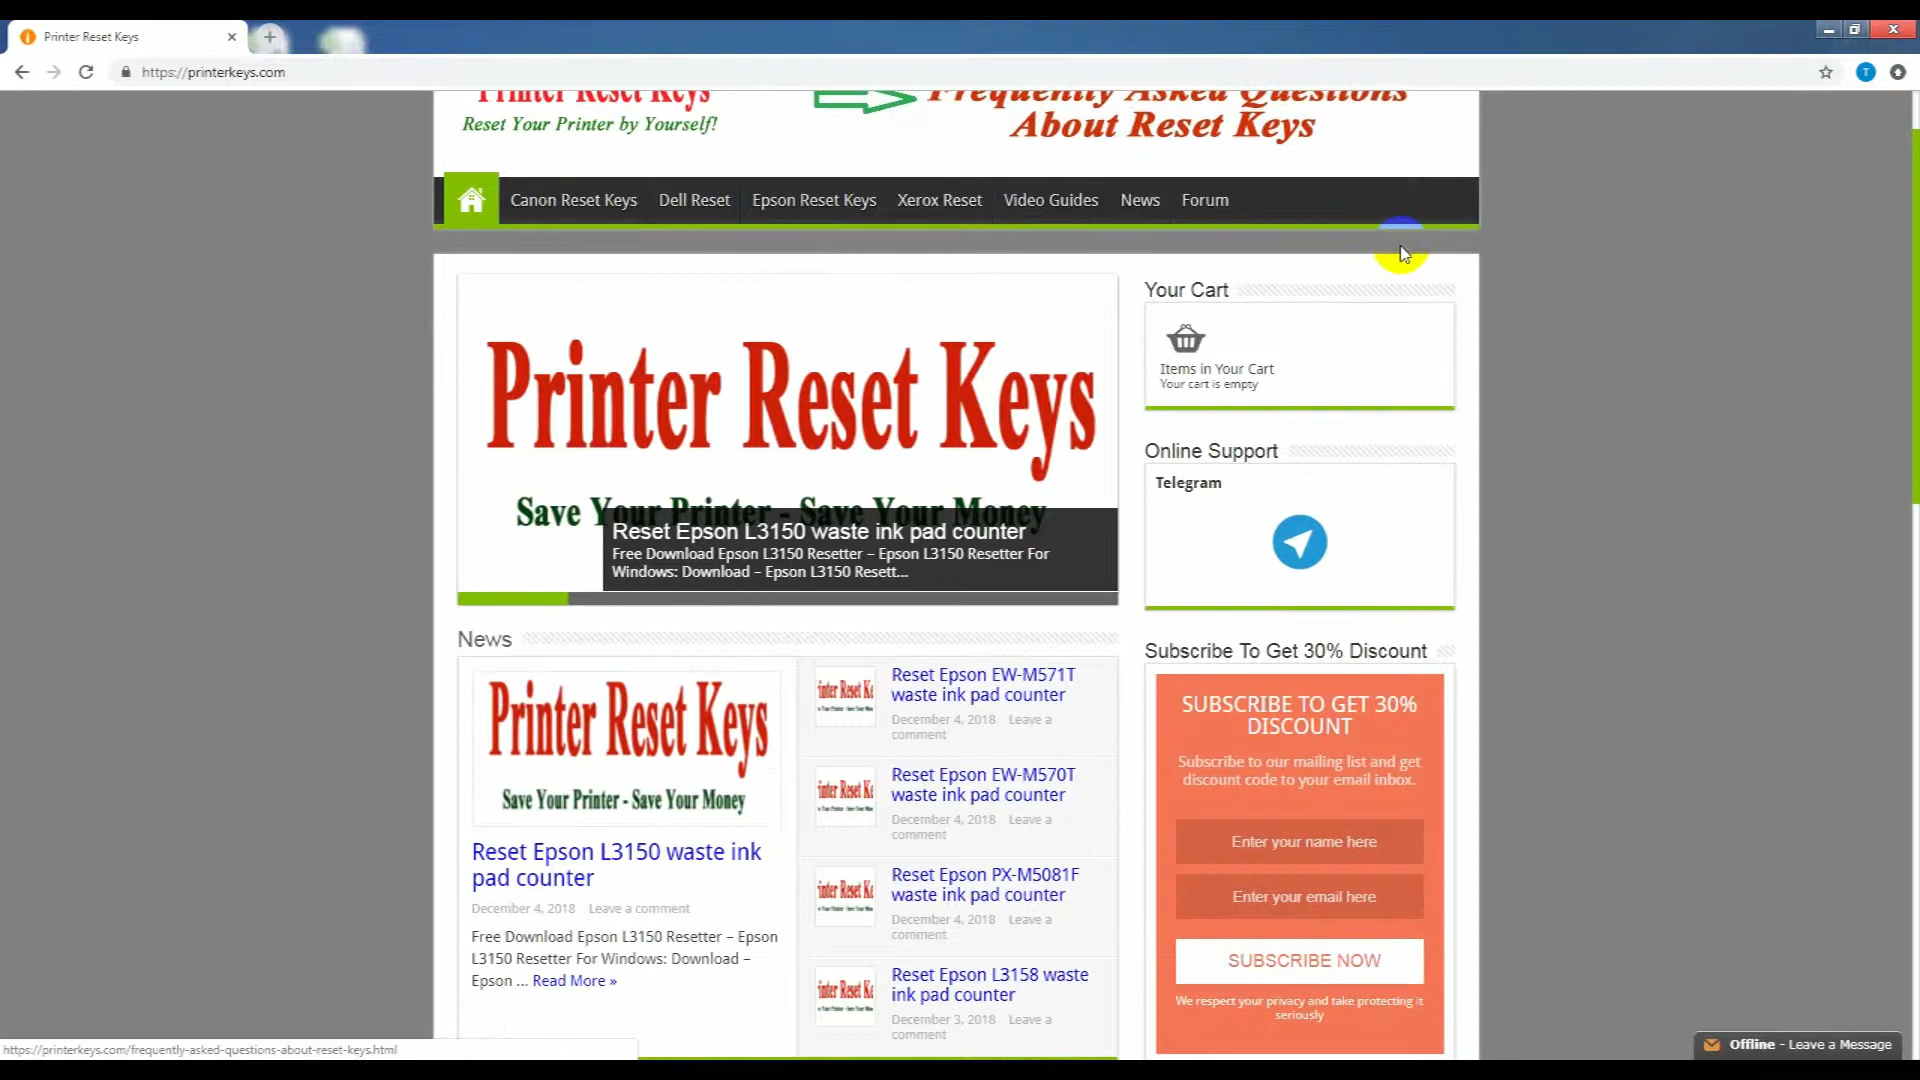 Printer Reset Keys
https://printerkeys.com
Printer Reset Keys
Reset Your Printer by Yourself!
Frequently Asked Questions
About Reset Keys
Canon Reset Keys
Dell Reset
Epson Reset Keys
Xerox Reset
Video Guides
News
Forum
Printer Reset Keys
Save Your Printer - Save Your Money
Reset Epson L3150 waste ink pad counter
Free Download Epson L3150 Resetter – Epson L3150 Resetter For
Windows: Download – Epson L3150 Resett...
Your Cart
Items in Your Cart
Your cart is empty
Online Support
Telegram
News
Printer Reset Keys
Save Your Printer - Save Your Money
Reset Epson L3150 waste ink
pad counter
December 4, 2018 Leave a comment
Free Download Epson L3150 Resetter – Epson
L3150 Resetter For Windows: Download –
Epson ... Read More »
Reset Epson EW-M571T
waste ink pad counter
December 4, 2018 Leave a
comment
Reset Epson EW-M570T
waste ink pad counter
December 4, 2018 Leave a
comment
Reset Epson PX-M5081F
waste ink pad counter
December 4, 2018 Leave a
comment
Reset Epson L3158 waste
ink pad counter
December 3, 2018 Leave a
comment
Subscribe To Get 30% Discount
SUBSCRIBE TO GET 30%
DISCOUNT
Subscribe to our mailing list and get
discount code to your email inbox.
Enter your name here
Enter your email here
SUBSCRIBE NOW
We respect your privacy and take protecting it
seriously
https://printerkeys.com/frequently-asked-questions-about-reset-keys.html
Offline - Leave a Message